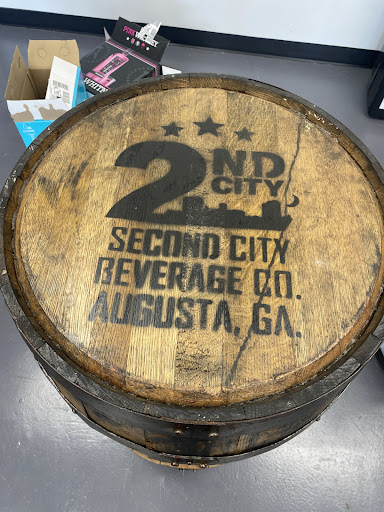 2ND
CITY
SECOND CITY
BEVERAGE CO.
AUGUSTA, GA.